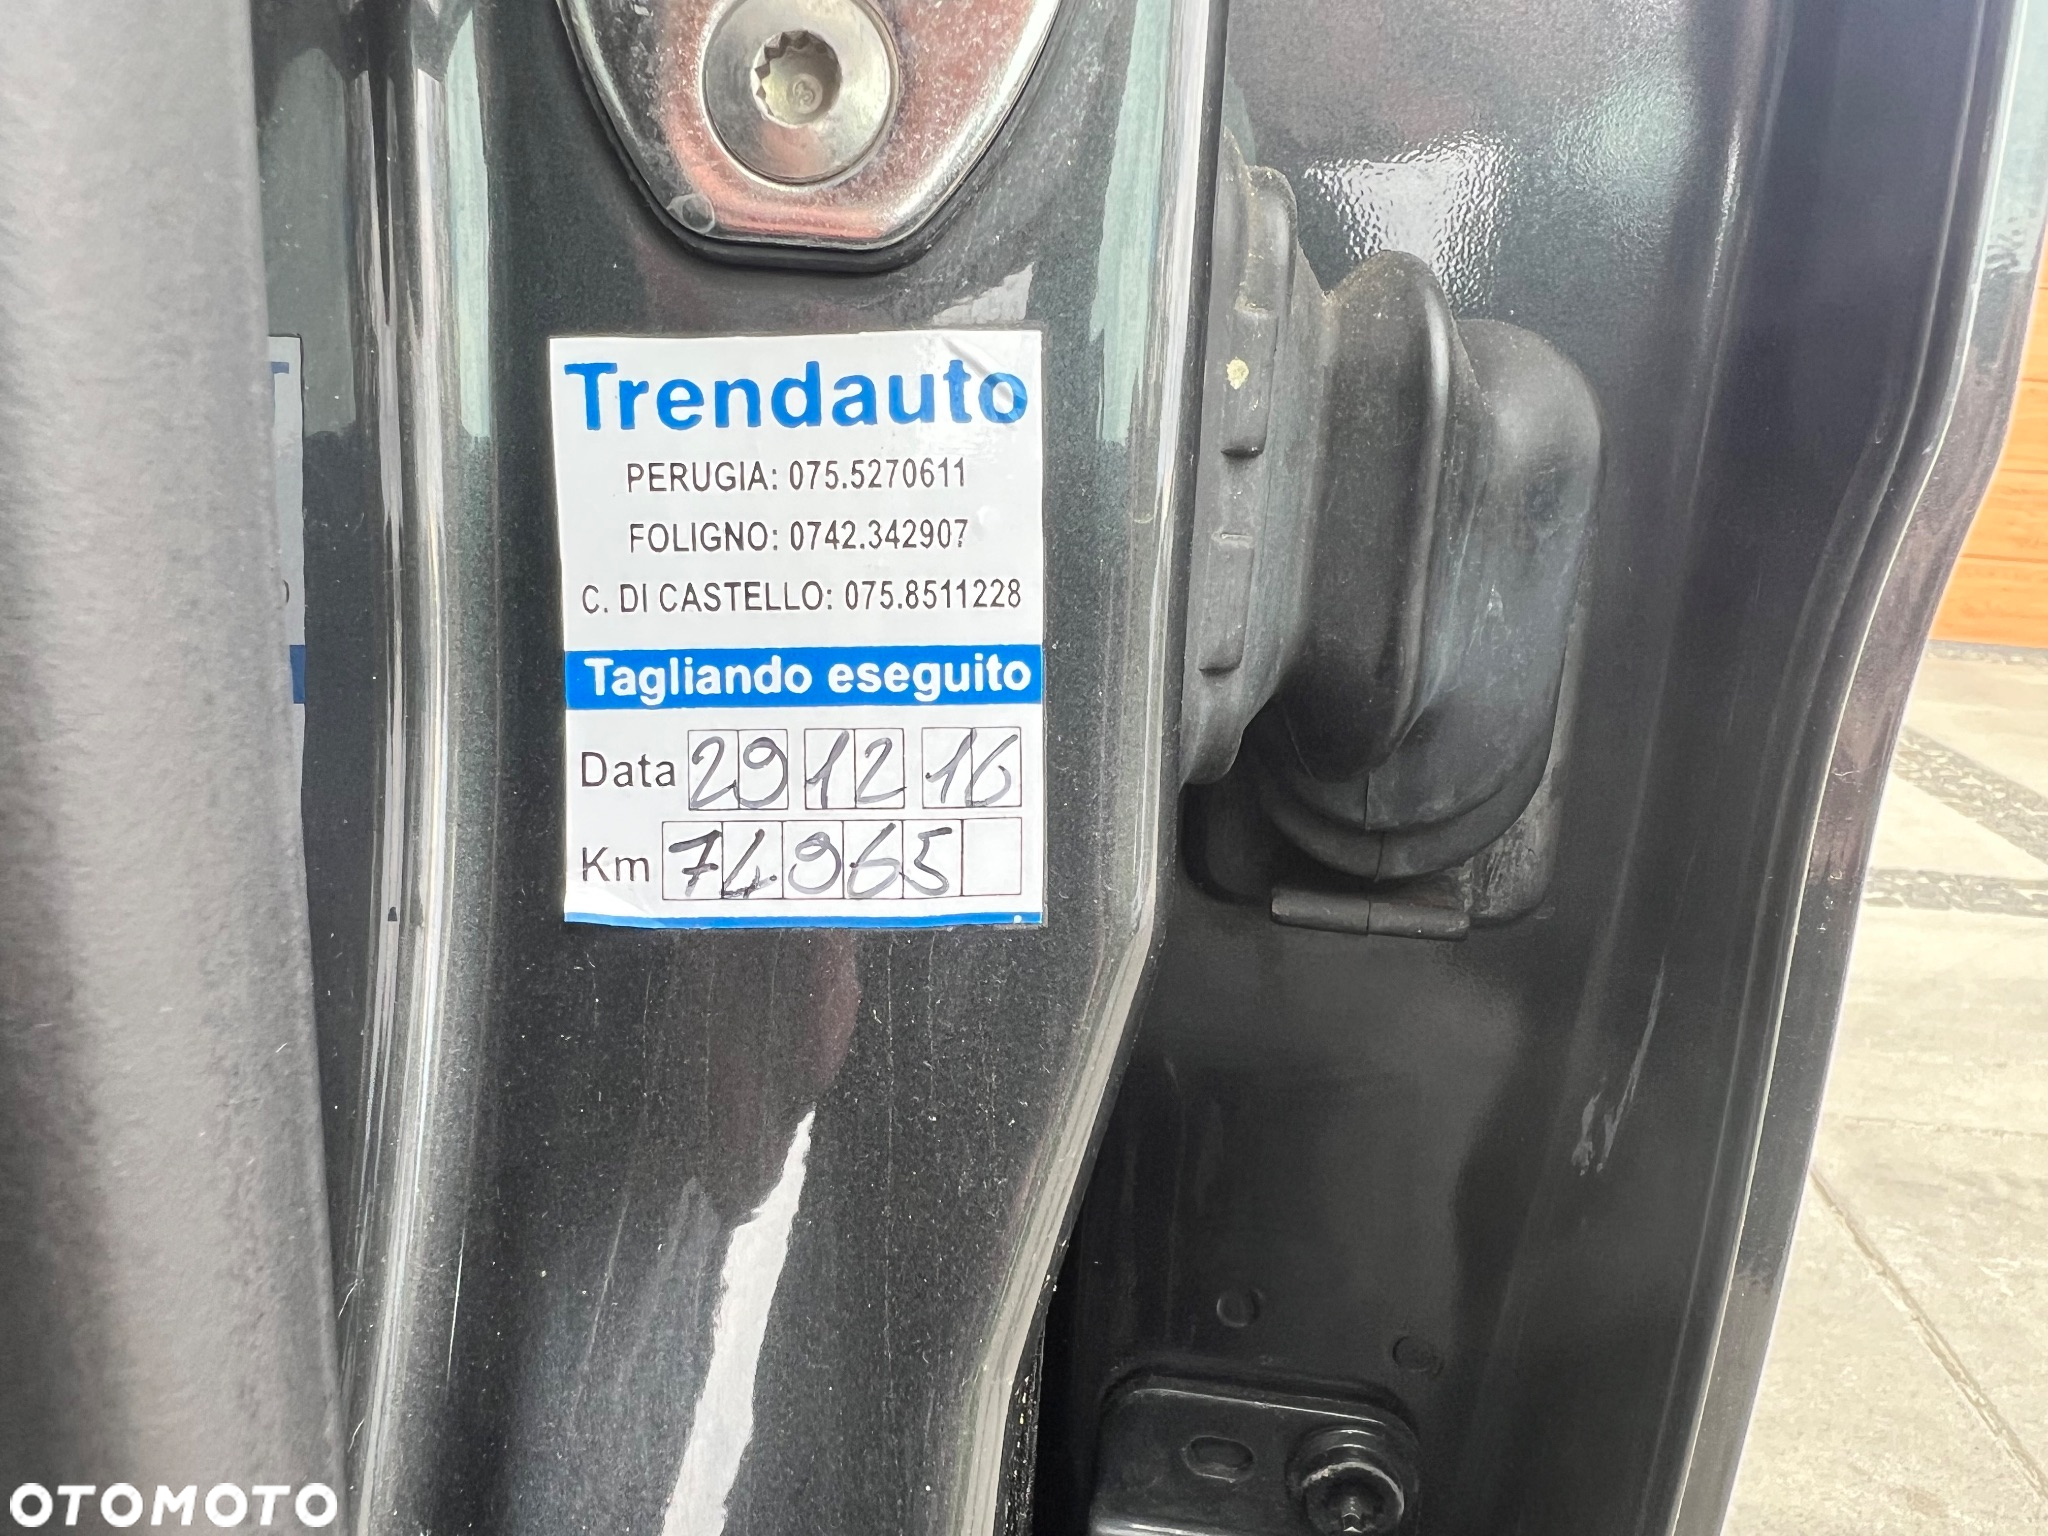 Trendauto
PERUGIA: 075.5270611
FOLIGNO: 0742.342907
C. DI CASTELLO: 075.8511228
Tagliando eseguito
Data 29 12 16
Km 74965
OTOMOTO